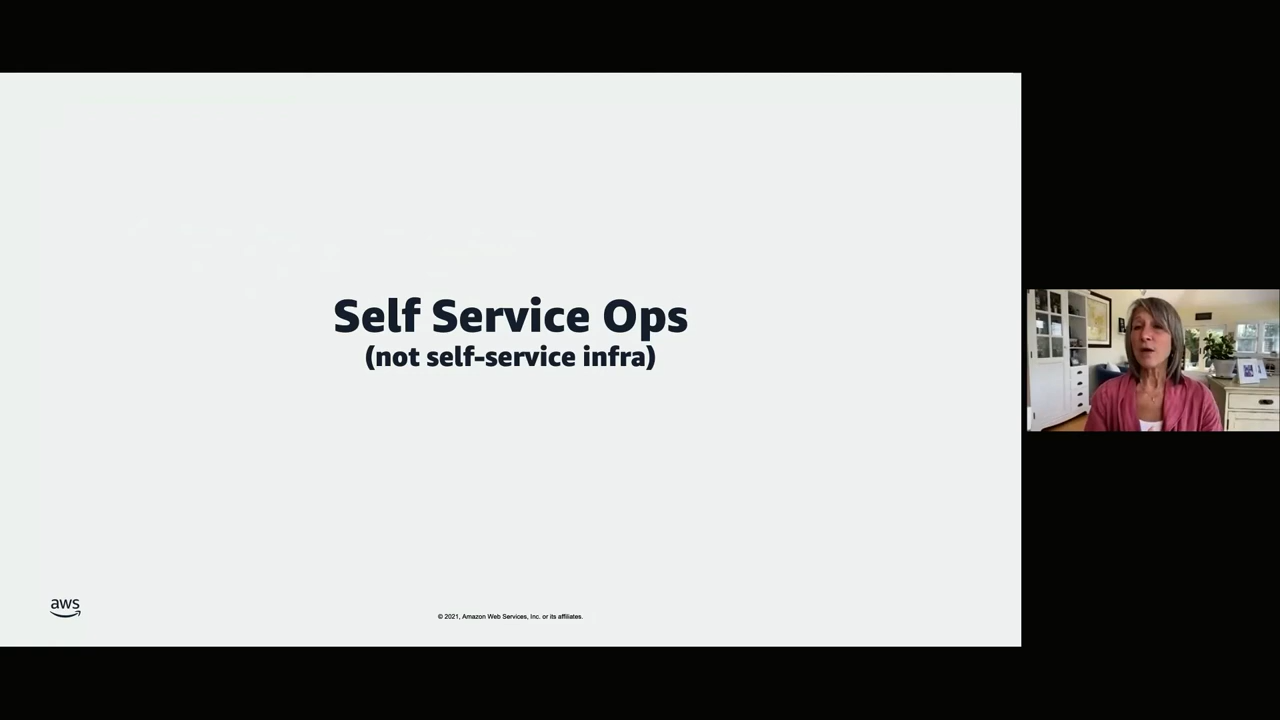 Self Service Ops
(not self-service infra)
aws
© 2021, Amazon Web Services, Inc. or its affiliates.